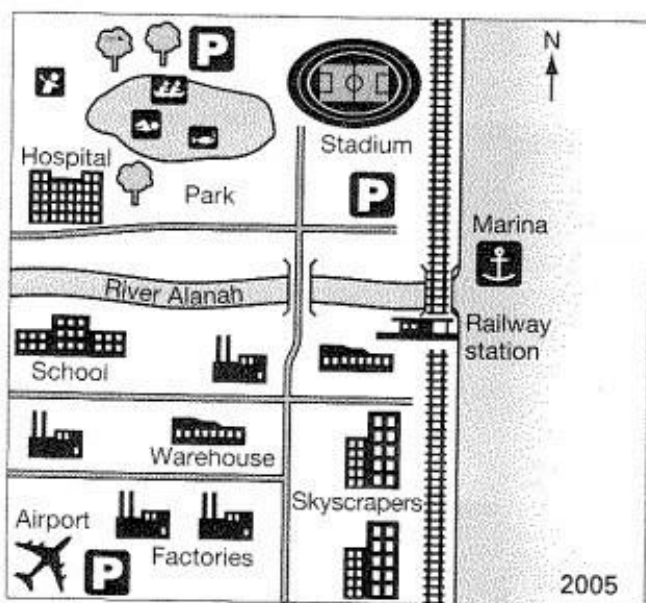 N
P
Stadium
Hospital
P
Park
Marina
River Alanah
Railway
station
School
Warehouse
Skyscrapers
Airport
Factories
P
2005